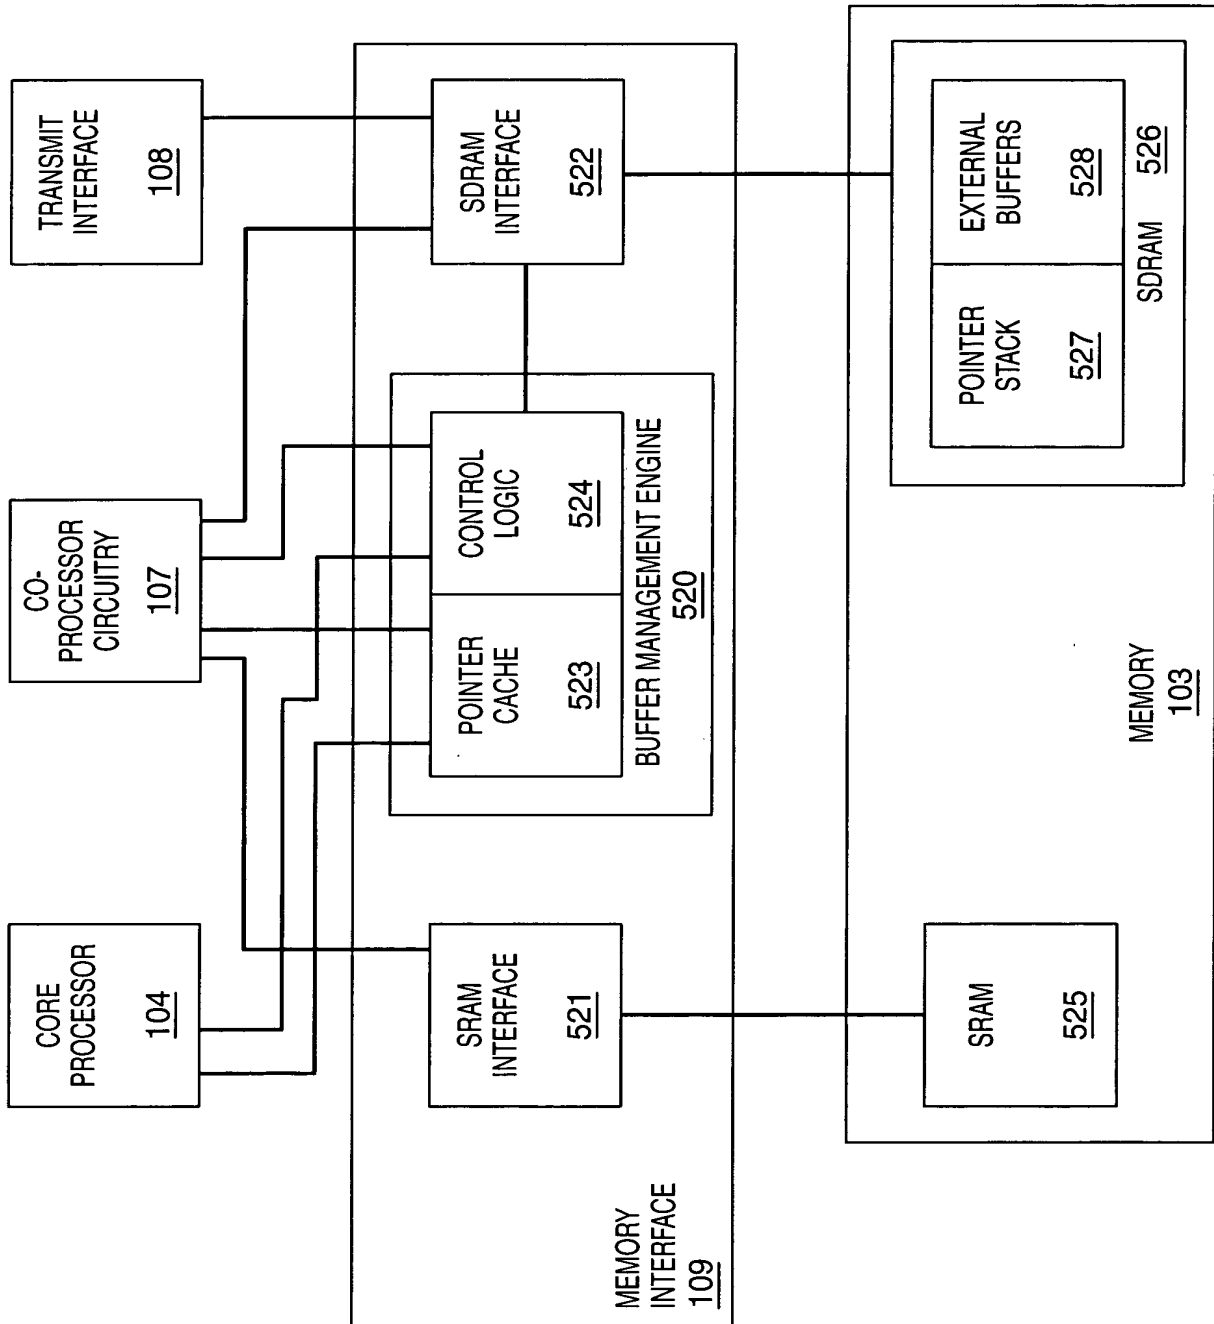 CORE
PROCESSOR
104
CO-
PROCESSOR
CIRCUITRY
107
TRANSMIT
INTERFACE
108
SRAM
INTERFACE
521
POINTER
CACHE
523
CONTROL
LOGIC
524
BUFFER MANAGEMENT ENGINE
520
SDRAM
INTERFACE
522
MEMORY
INTERFACE
109
SRAM
525
MEMORY
103
POINTER
STACK
527
EXTERNAL
BUFFERS
528
SDRAM 526